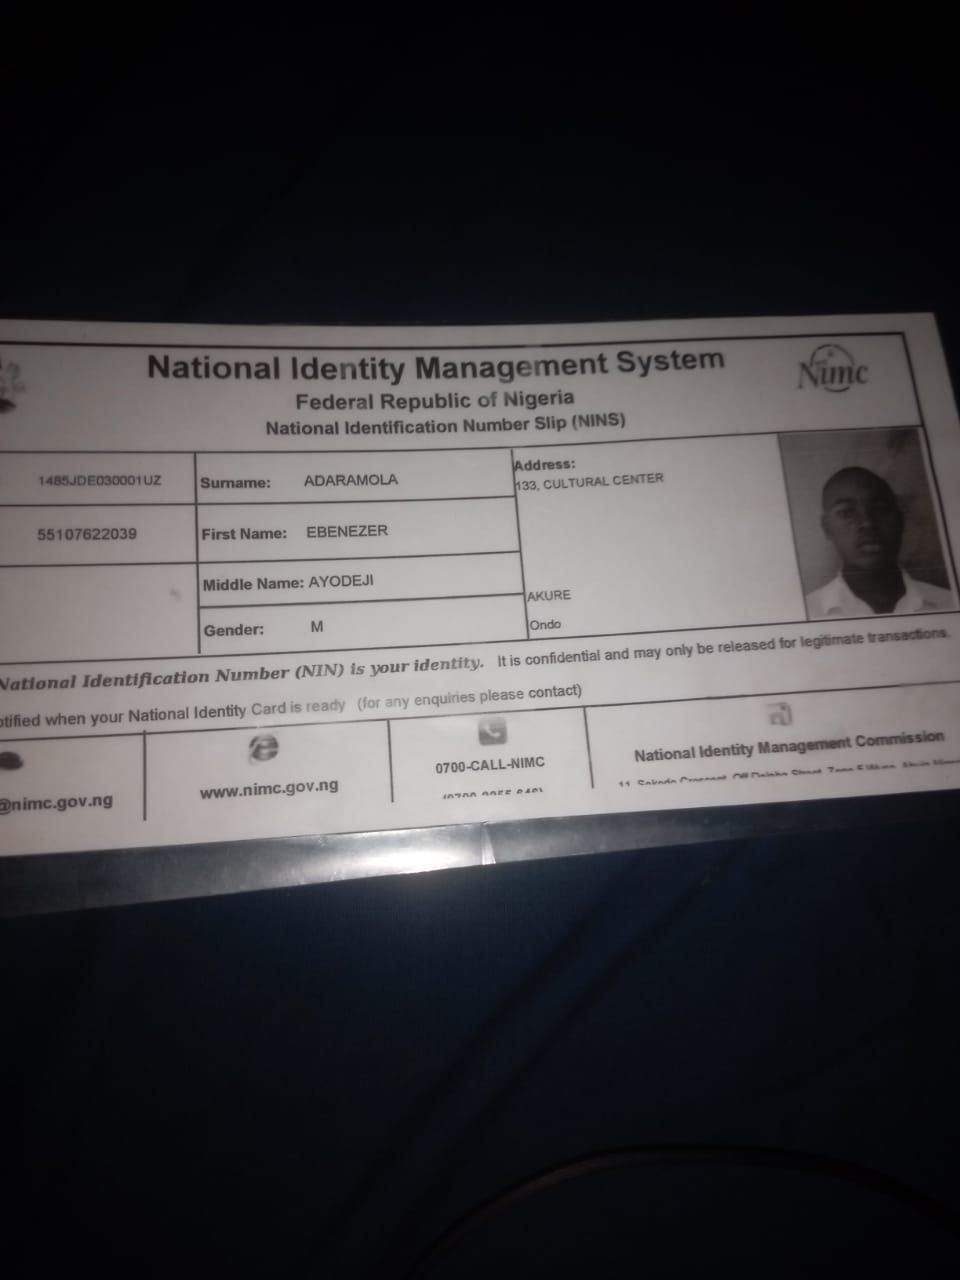 National Identity Management System
Nimc
Federal Republic of Nigeria
National Identification Number Slip (NINS)
1485JDE030001UZ
Surname: ADARAMOLA
Address:
133, CULTURAL CENTER
55107622039
First Name: EBENEZER
Middle Name: AYODEJI
AKURE
Gender: M
Ondo
National Identification Number (NIN) is your identity. It is confidential and may only be released for legitimate transactions.
when your National Identity Card is ready (for any enquiries please contact)
@nimc.gov.ng
www.nimc.gov.ng
0700-CALL-NIMC
National Identity Management Commission